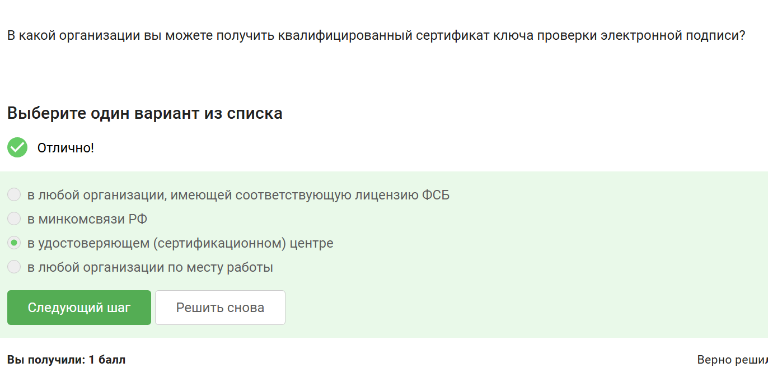 В какой организации вы можете получить квалифицированный сертификат ключа проверки электронной подписи?
Выберите один вариант из списка
Отлично!
в любой организации, имеющей соответствующую лицензию ФСБ
в минкомсвязи РФ
в удостоверяющем (сертификационном) центре
в любой организации по месту работы
Следующий шаг Решить снова
Вы получили: 1 балл Верно